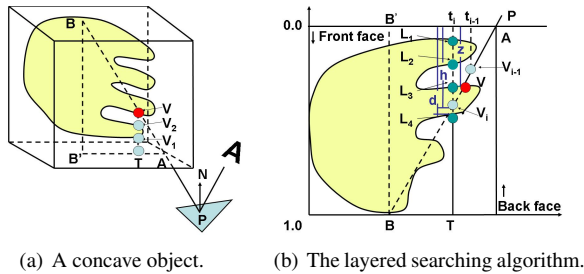 B
V
V₂
V₁
B'
T
A
N
A
P
0.0
B'
tᵢ
tᵢ₋₁
P
Front face
L₁
z
A
L₂
Vᵢ₋₁
h
L₃
V
d
Vᵢ
L₄
Back face
1.0
B
T
(a) A concave object.
(b) The layered searching algorithm.